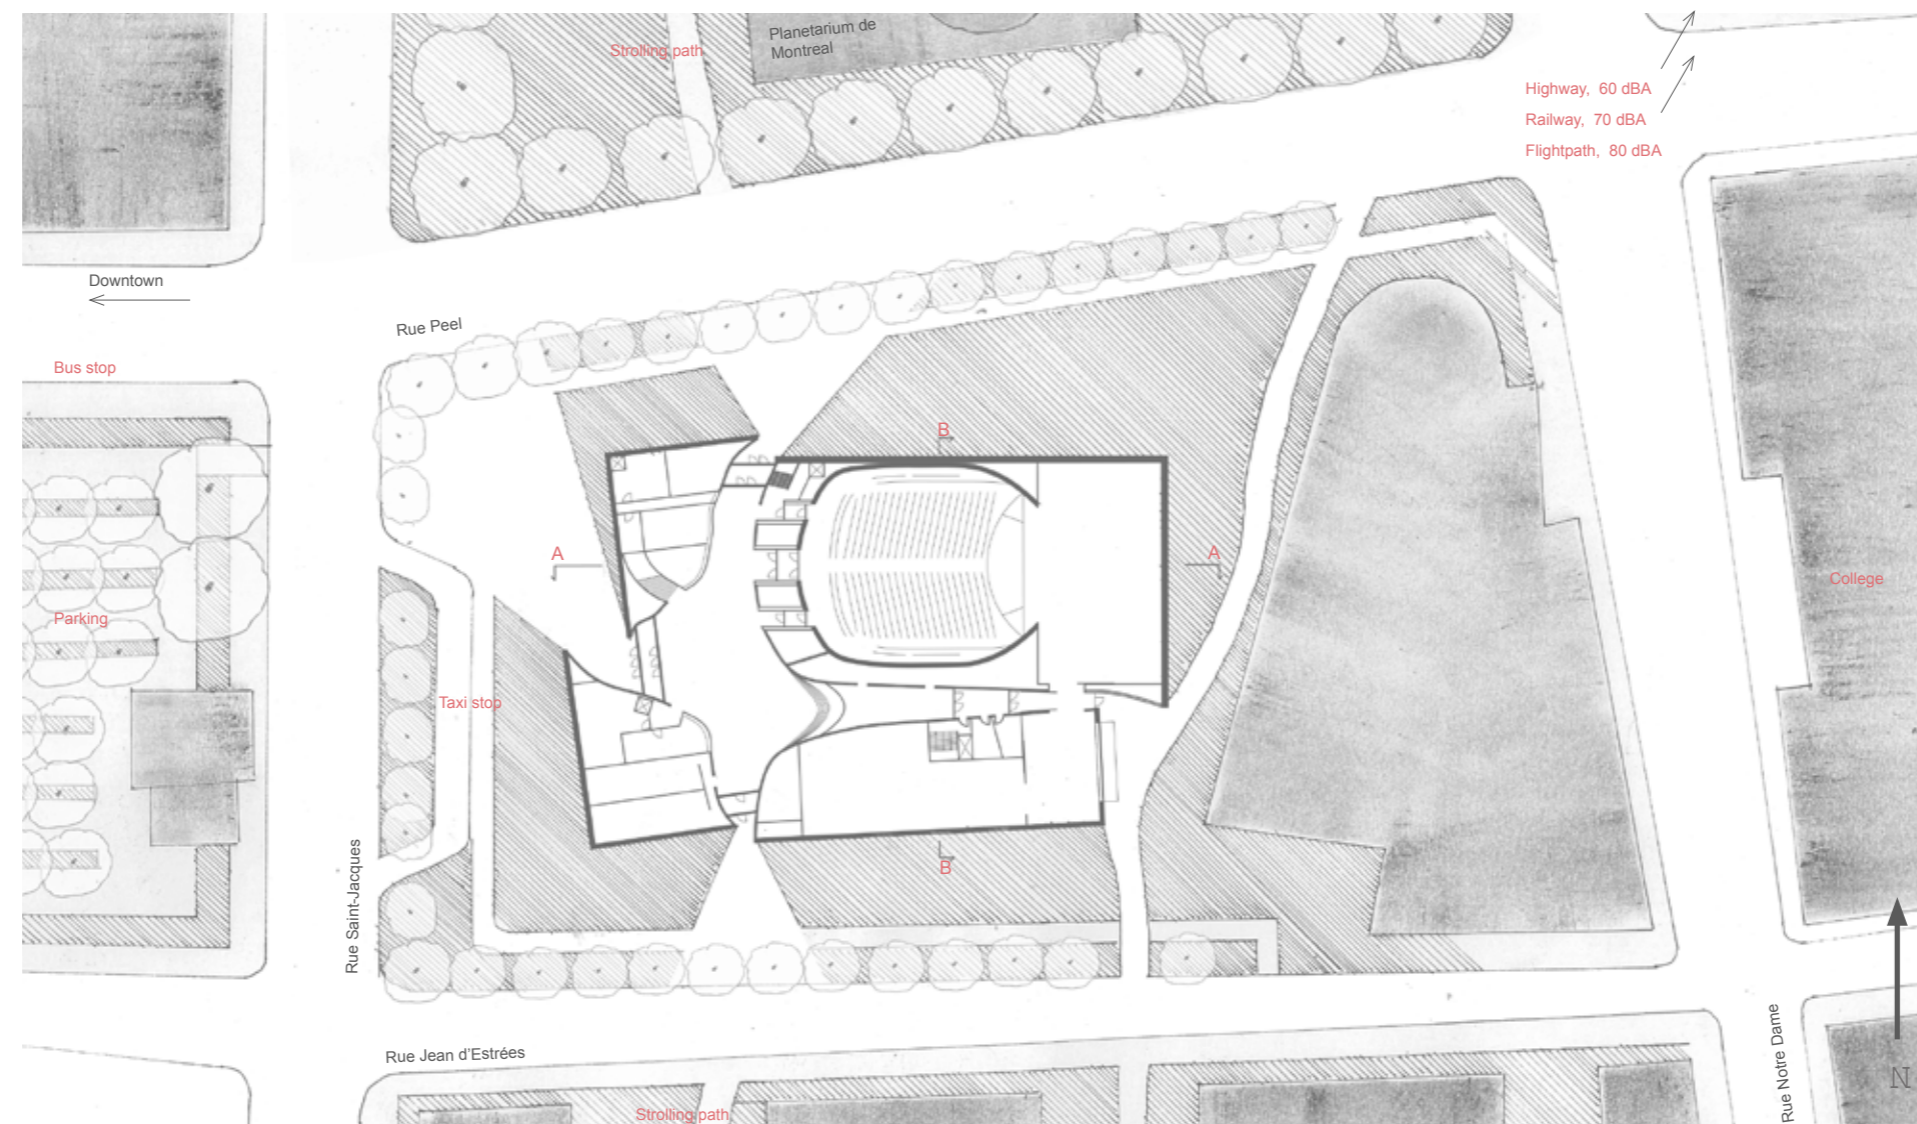 Planetarium de
Montreal
Strolling path
Highway, 60 dBA
Railway, 70 dBA
Flightpath, 80 dBA
Downtown
Rue Peel
Bus stop
B
A
A
College
Parking
Taxi stop
B
Rue Saint-Jacques
Rue Jean d'Estrées
Rue Notre Dame
N
Strolling path